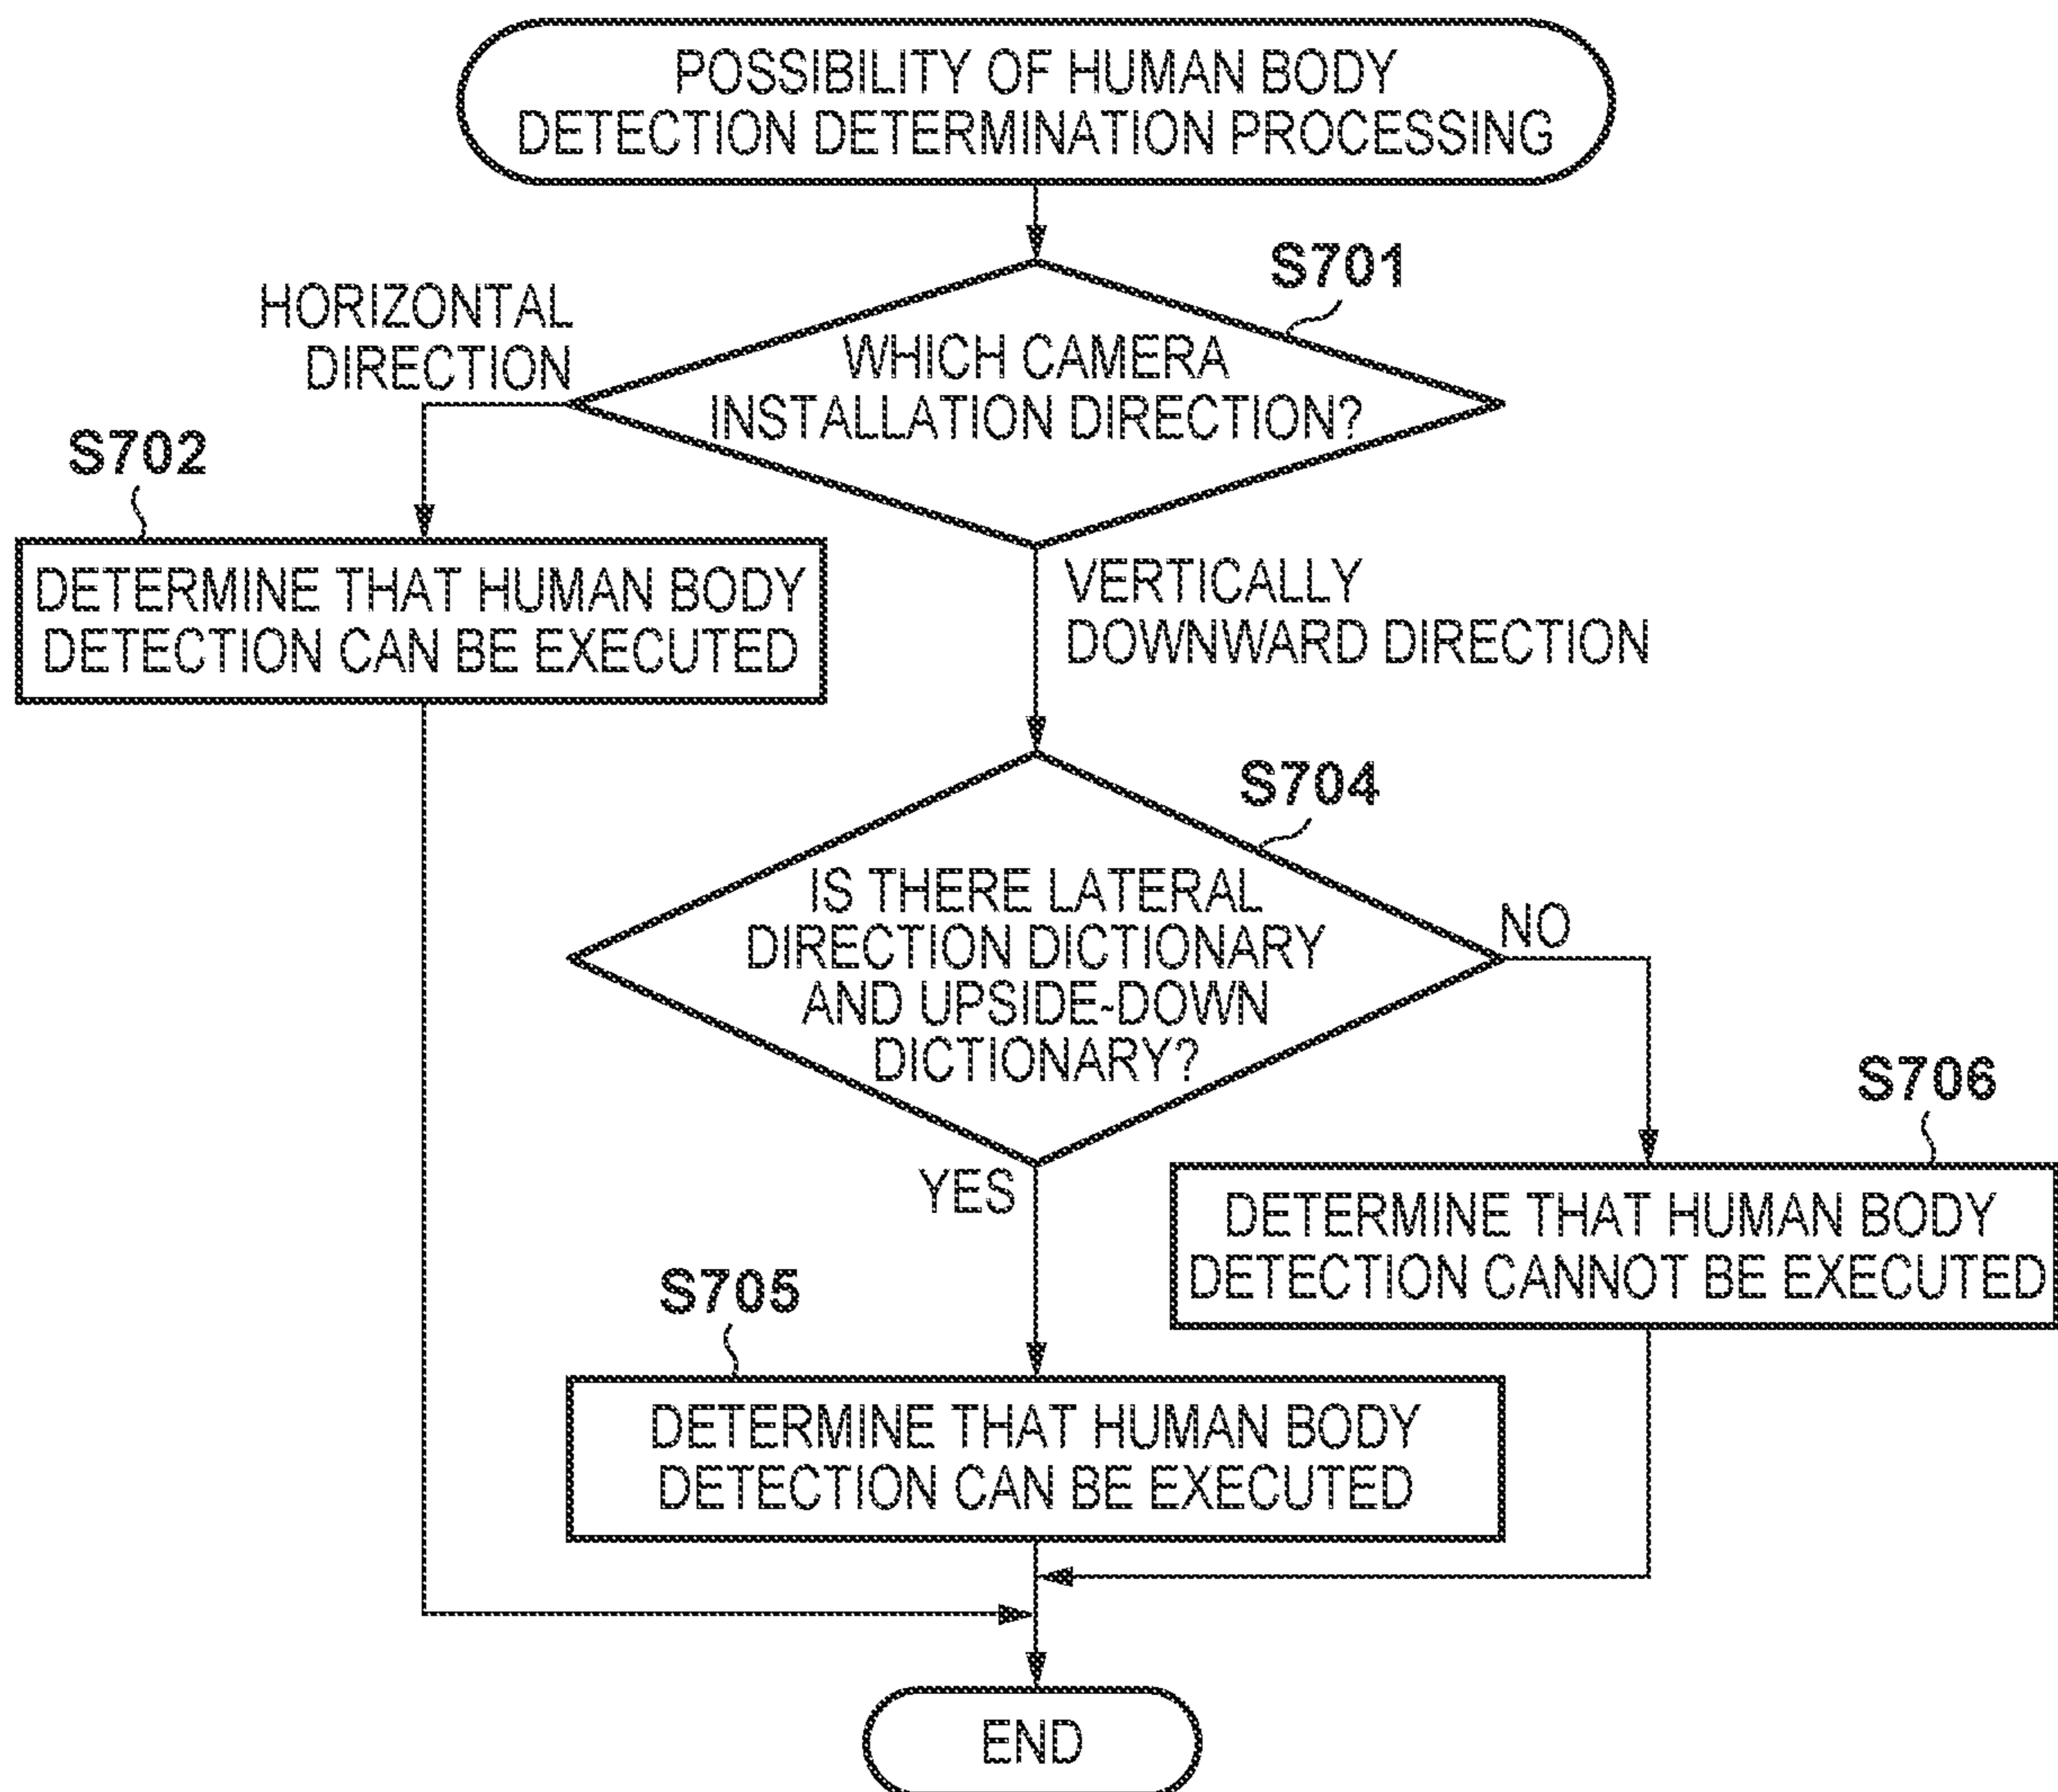 POSSIBILITY OF HUMAN BODY
DETECTION DETERMINATION PROCESSING
S701
HORIZONTAL
DIRECTION
WHICH CAMERA
INSTALLATION DIRECTION?
S702
DETERMINE THAT HUMAN BODY
DETECTION CAN BE EXECUTED
VERTICALLY
DOWNWARD DIRECTION
S704
IS THERE LATERAL
DIRECTION DICTIONARY
AND UPSIDE-DOWN
DICTIONARY?
NO
S706
YES
DETERMINE THAT HUMAN BODY
DETECTION CANNOT BE EXECUTED
S705
DETERMINE THAT HUMAN BODY
DETECTION CAN BE EXECUTED
END